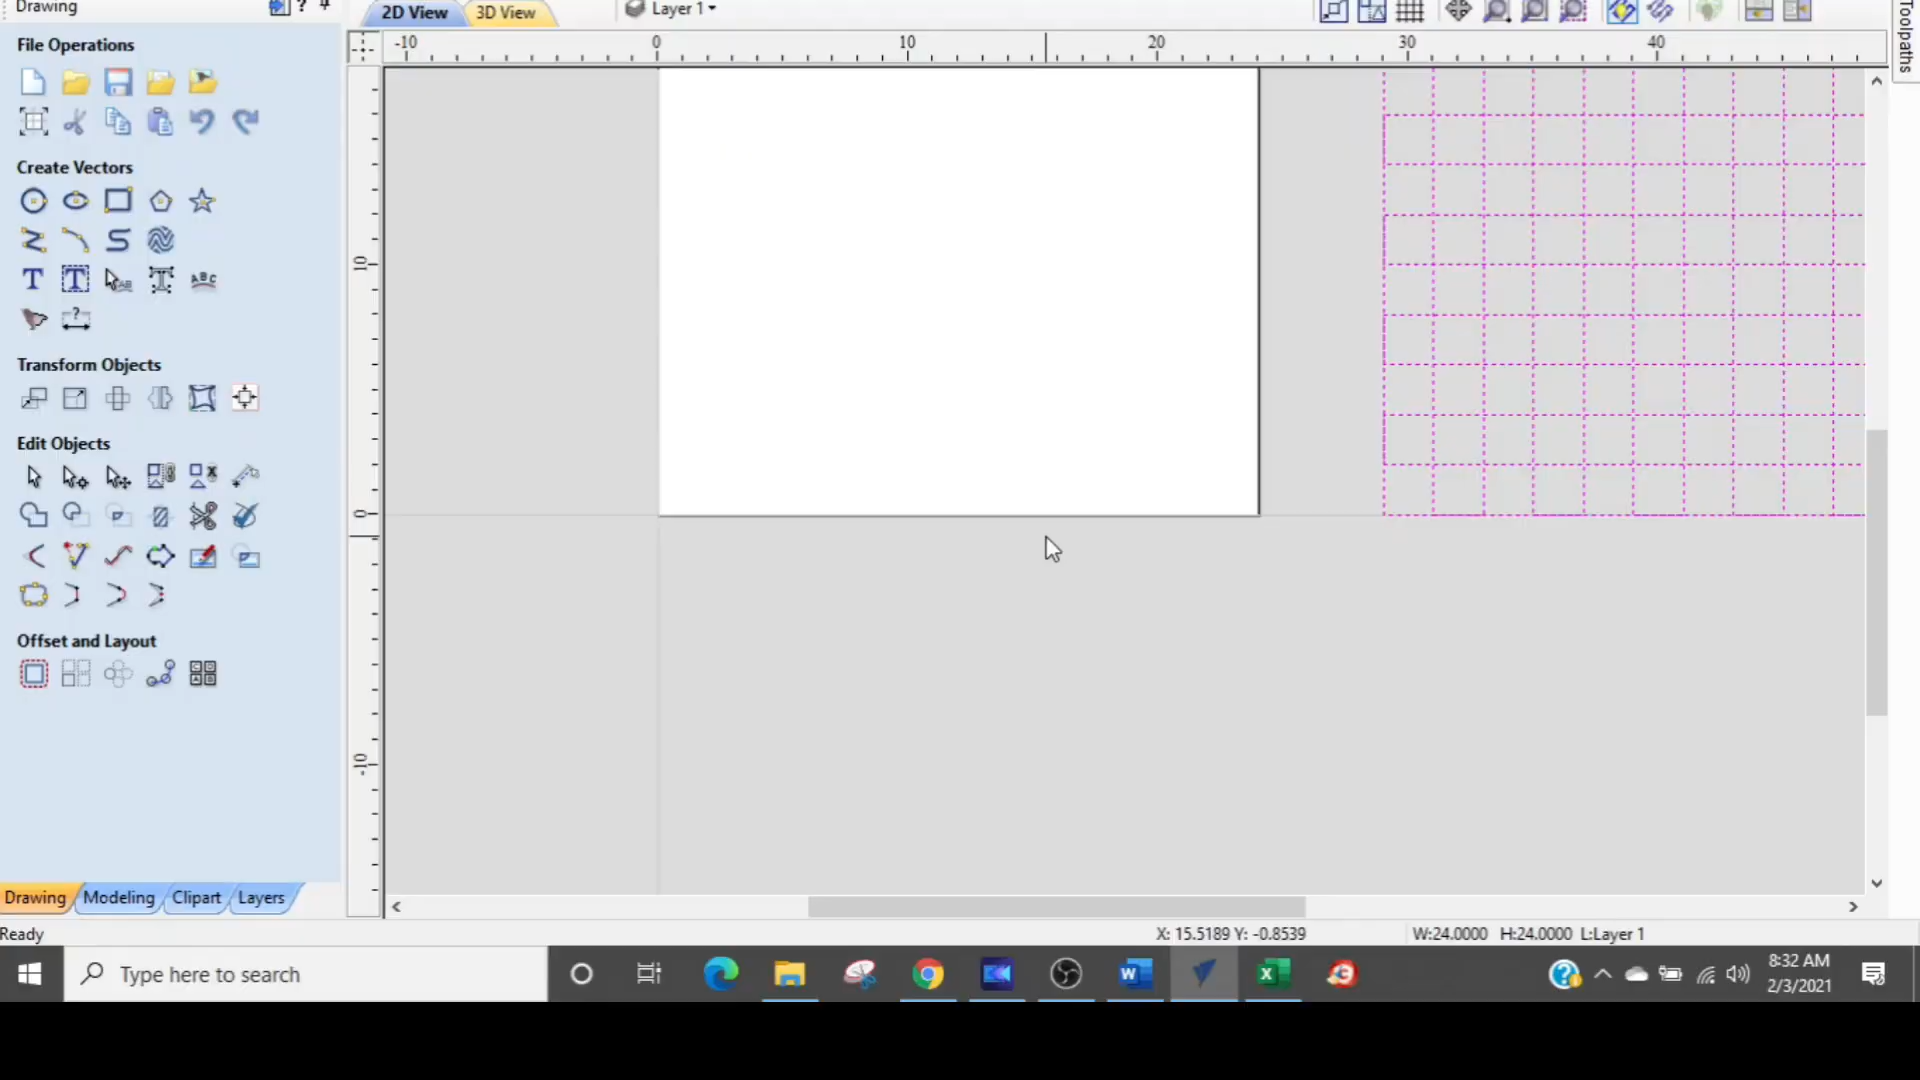 Drawing
?
2D View
3D View
Layer 1
Toolpaths
File Operations
-10
0
10
20
30
40
Create Vectors
T
T
AB
T
ABC
?
10
Transform Objects
Edit Objects
0
Offset and Layout
-10
Drawing
Modeling
Clipart
Layers
Ready
X: 15.5189 Y: -0.8539
W:24.0000 H:24.0000 L:Layer 1
Type here to search
W
X
?
8:32 AM
2/3/2021